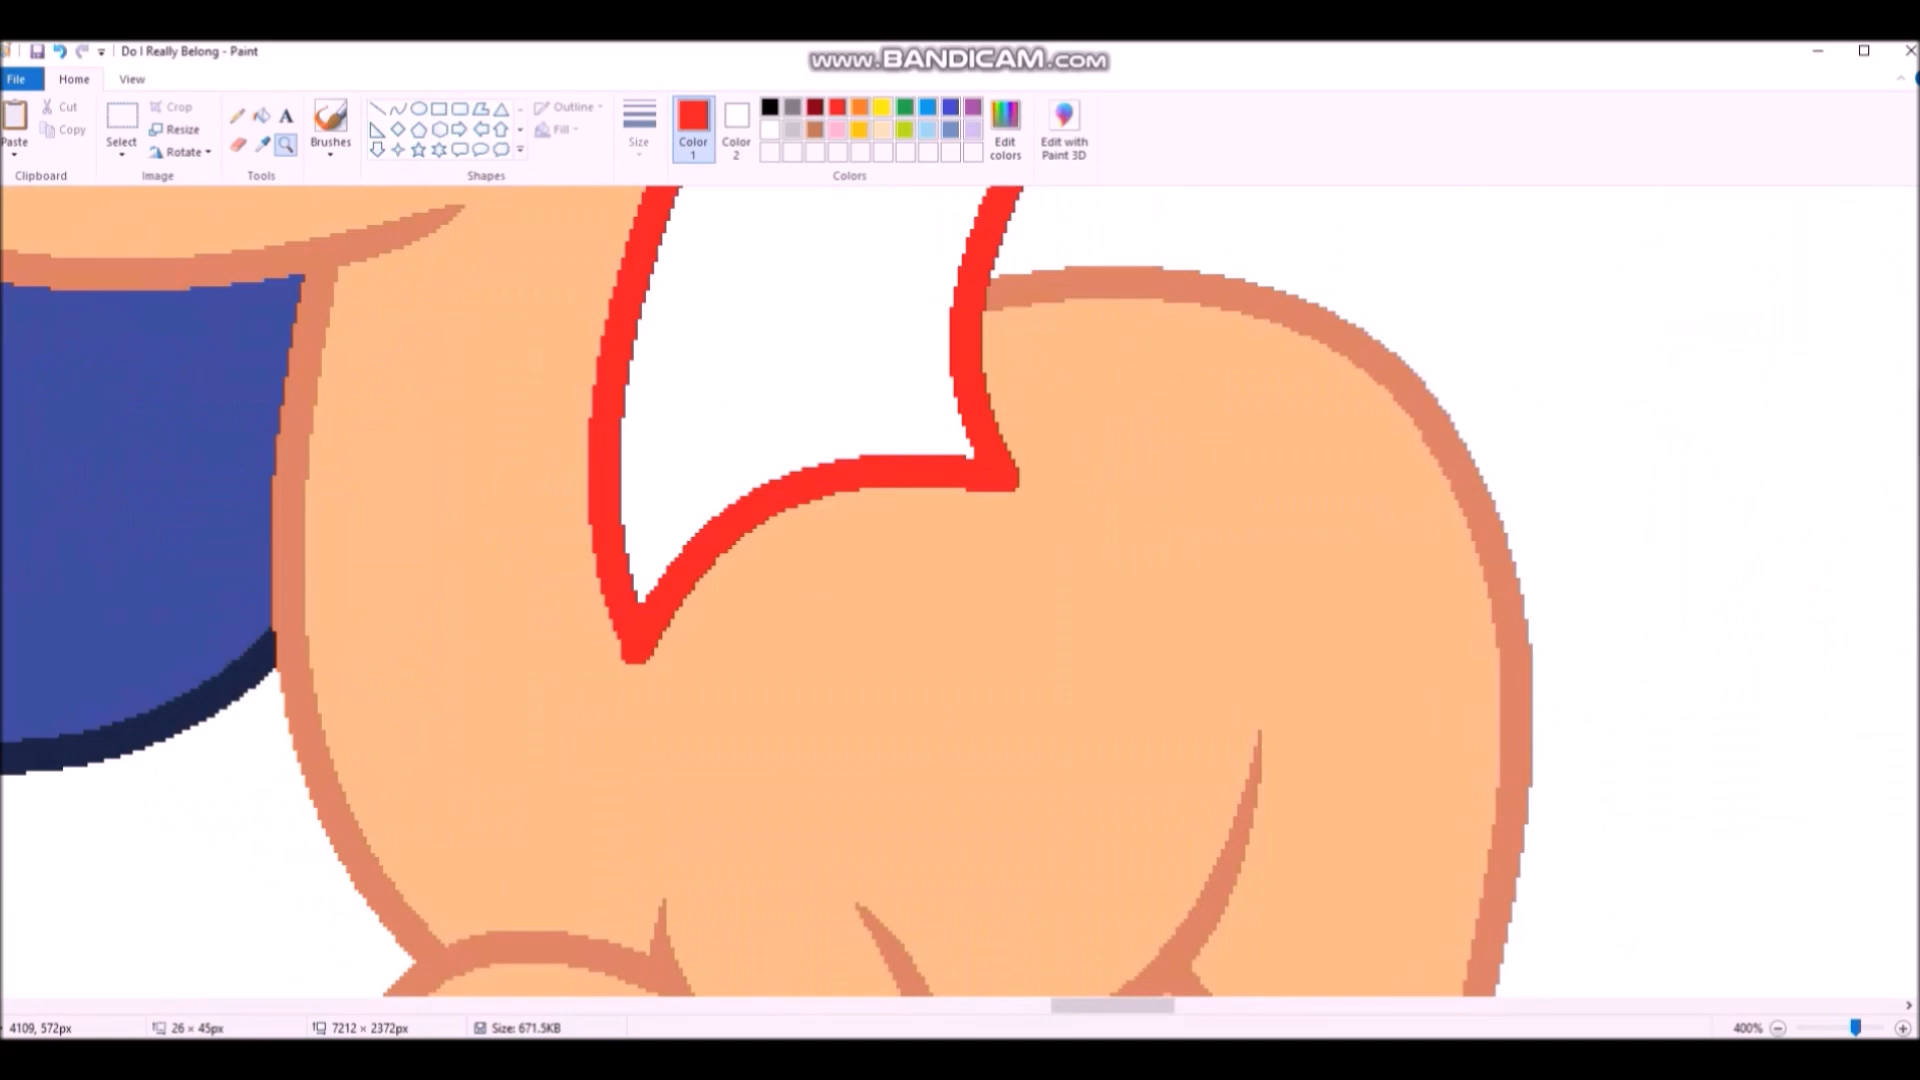 Do I Really Belong - Paint
www.BANDICAM.com
File Home View
Paste
Cut
Copy
Clipboard
Select
Crop
Resize
Rotate
Image
A
Tools
Brushes
Shapes
Outline
Fill
Size
Color 1
Color 2
Edit colors
Colors
Edit with Paint 3D
4109, 572px 26 × 45px 7212 × 2372px Size: 671.5KB 400%